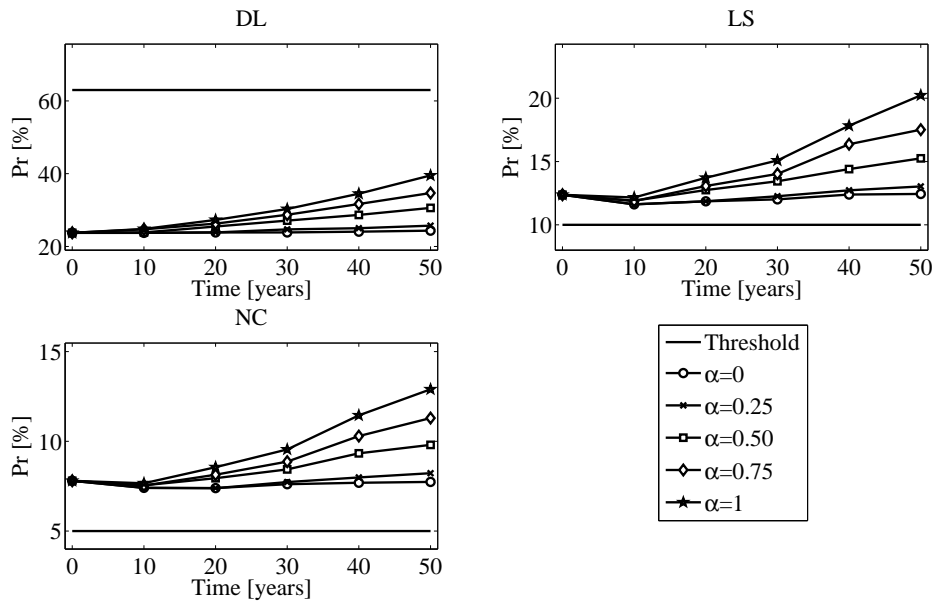 DL
Pr [%]
60
40
20
0 10 20 30 40 50
Time [years]
LS
Pr [%]
20
15
10
0 10 20 30 40 50
Time [years]
NC
Pr [%]
15
10
5
0 10 20 30 40 50
Time [years]
Threshold
α=0
α=0.25
α=0.50
α=0.75
α=1